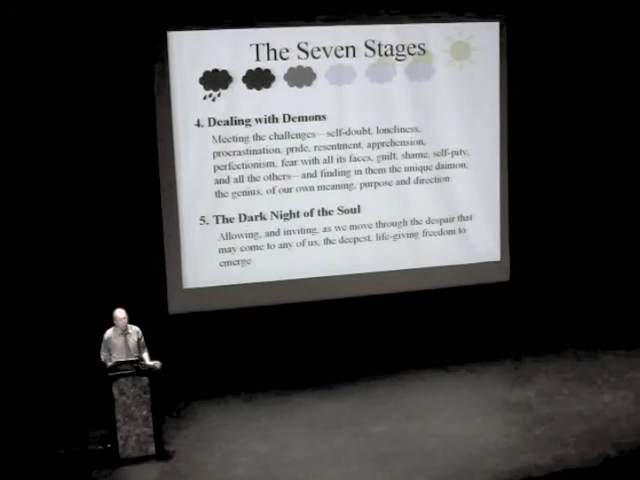 The Seven Stages
4. Dealing with Demons
Meeting the challenges—self-doubt, loneliness,
procrastination, pride, resentment, apprehension,
perfectionism, fear with all its faces, guilt, shame, self-pity,
and all the others—and finding in them the unique daimon,
the genius, of our own meaning, purpose and direction
5. The Dark Night of the Soul
Allowing, and inviting, as we move through the despair that
may come to any of us, the deepest, life-giving freedom to
emerge